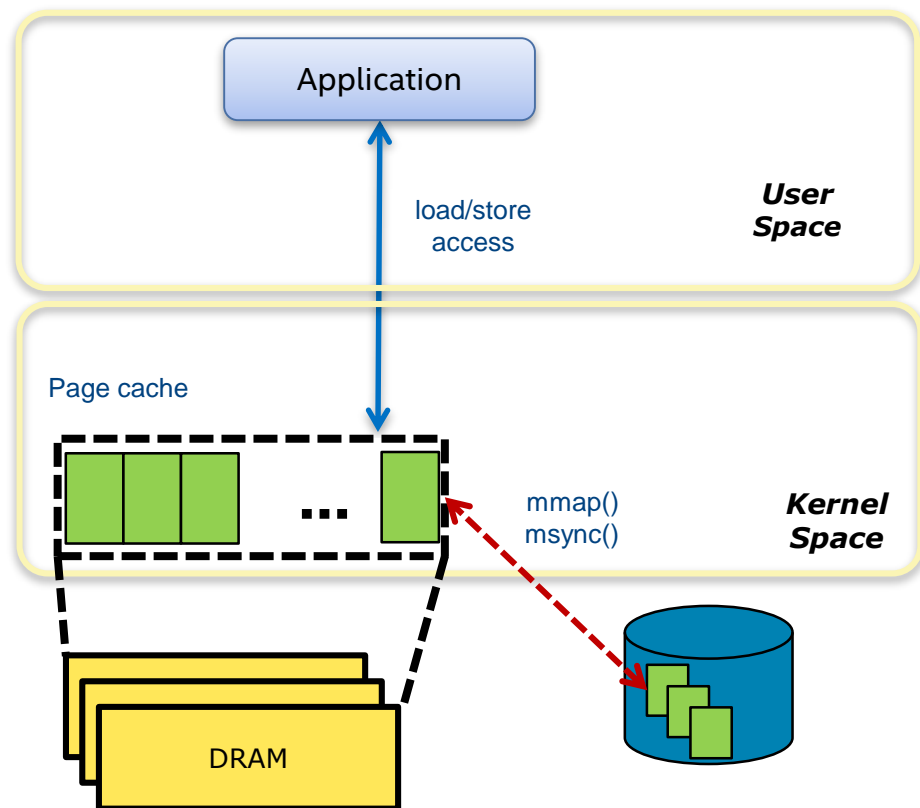 Application
load/store
access
User
Space
Page cache
...
mmap()
msync()
Kernel
Space
DRAM